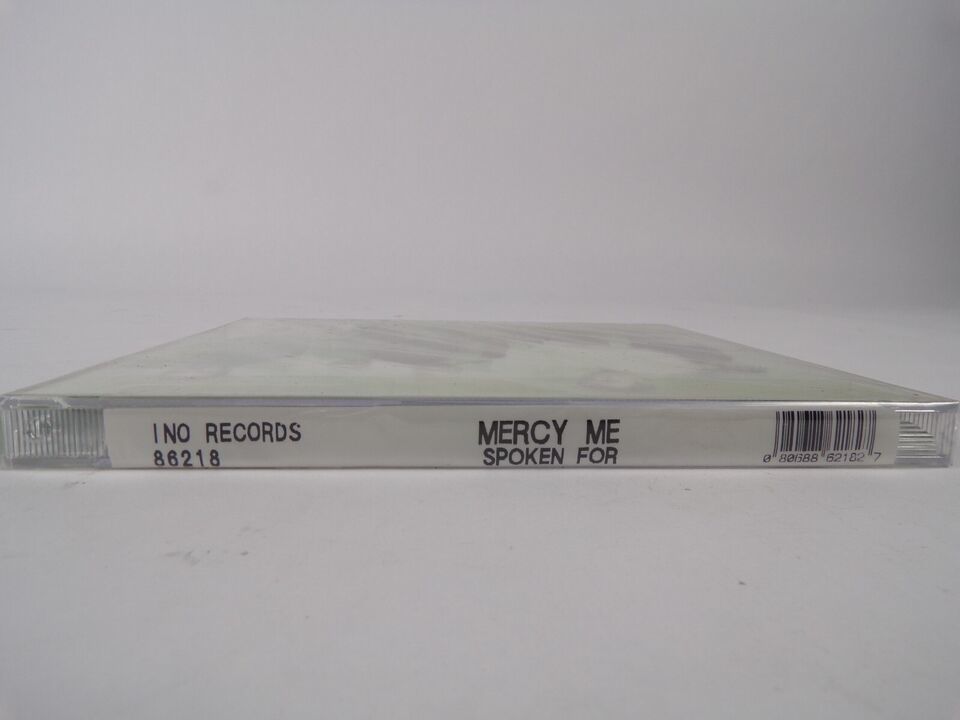 INO RECORDS
86218
MERCY ME
SPOKEN FOR
0 80688 62182 7